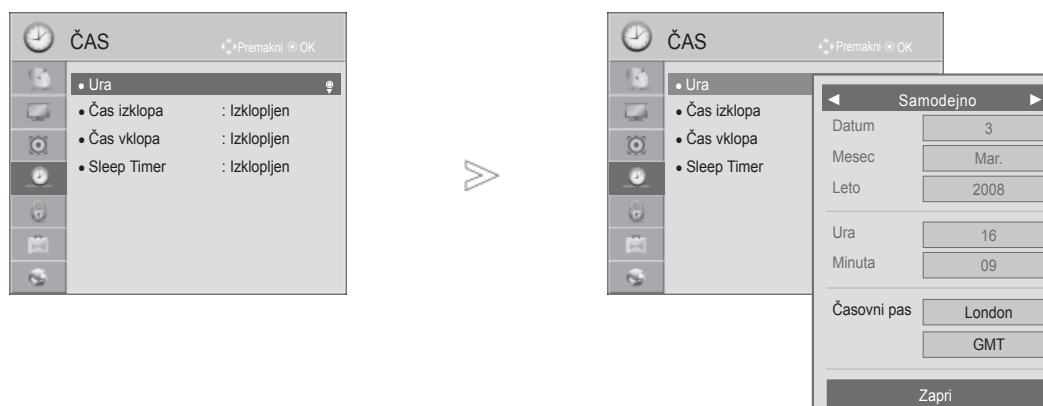 ČAS
Premakni OK
Ura
Čas izklopa : Izklopljen
Čas vklopa : Izklopljen
Sleep Timer : Izklopljen
ČAS
Premakni OK
Ura
Čas izklopa
Čas vklopa
Sleep Timer
Samodejno
Datum 3
Mesec Mar.
Leto 2008
Ura 16
Minuta 09
Časovni pas London
GMT
Zapri